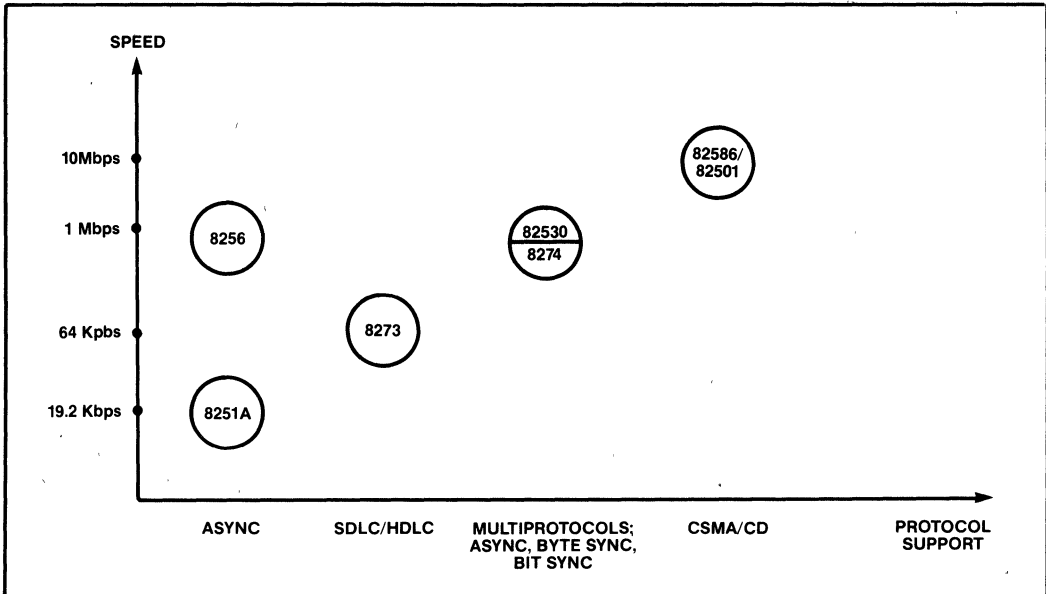 SPEED
10Mbps
82586/
82501
1 Mbps
8256
82530
8274
64 Kpbs
8273
19.2 Kbps
8251A
ASYNC
SDLC/HDLC
MULTIPROTOCOLS;
ASYNC, BYTE SYNC,
BIT SYNC
CSMA/CD
PROTOCOL
SUPPORT